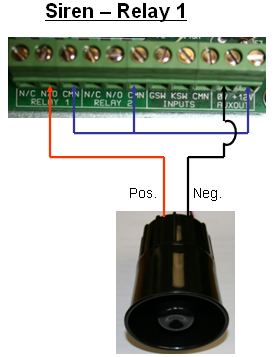 Siren – Relay 1
N/C N/O CMN N/C N/O CMN GSW KSW CMN 0V +12V
RELAY 1 RELAY 2 INPUTS AUXOUT
Pos. Neg.